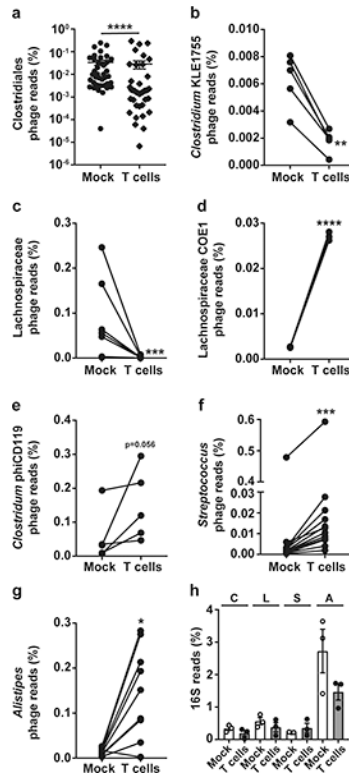 a
****
Clostridiales
phage reads (%)
10⁰
10⁻¹
10⁻²
10⁻³
10⁻⁴
10⁻⁵
10⁻⁶
Mock T cells
b
Clostridium KLE1755
phage reads (%)
0.010
0.008
0.006
0.004
0.002
0.000
**
Mock T cells
c
Lachnospiraceae
phage reads (%)
0.3
0.2
0.1
0.0
***
Mock T cells
d
Lachnospiraceae COE1
phage reads (%)
0.03
0.02
0.01
0.00
****
Mock T cells
e
Clostridum phiCD119
phage reads (%)
0.4
0.3
0.2
0.1
0.0
p=0.056
Mock T cells
f
Streptococcus
phage reads (%)
0.6
0.5
0.4
0.03
0.02
0.01
0.00
***
Mock T cells
g
Alistipes
phage reads (%)
0.3
0.2
0.1
0.0
*
Mock T cells
h
C L S A
16S reads (%)
4
3
2
1
0
Mock T cells Mock T cells Mock T cells Mock T cells